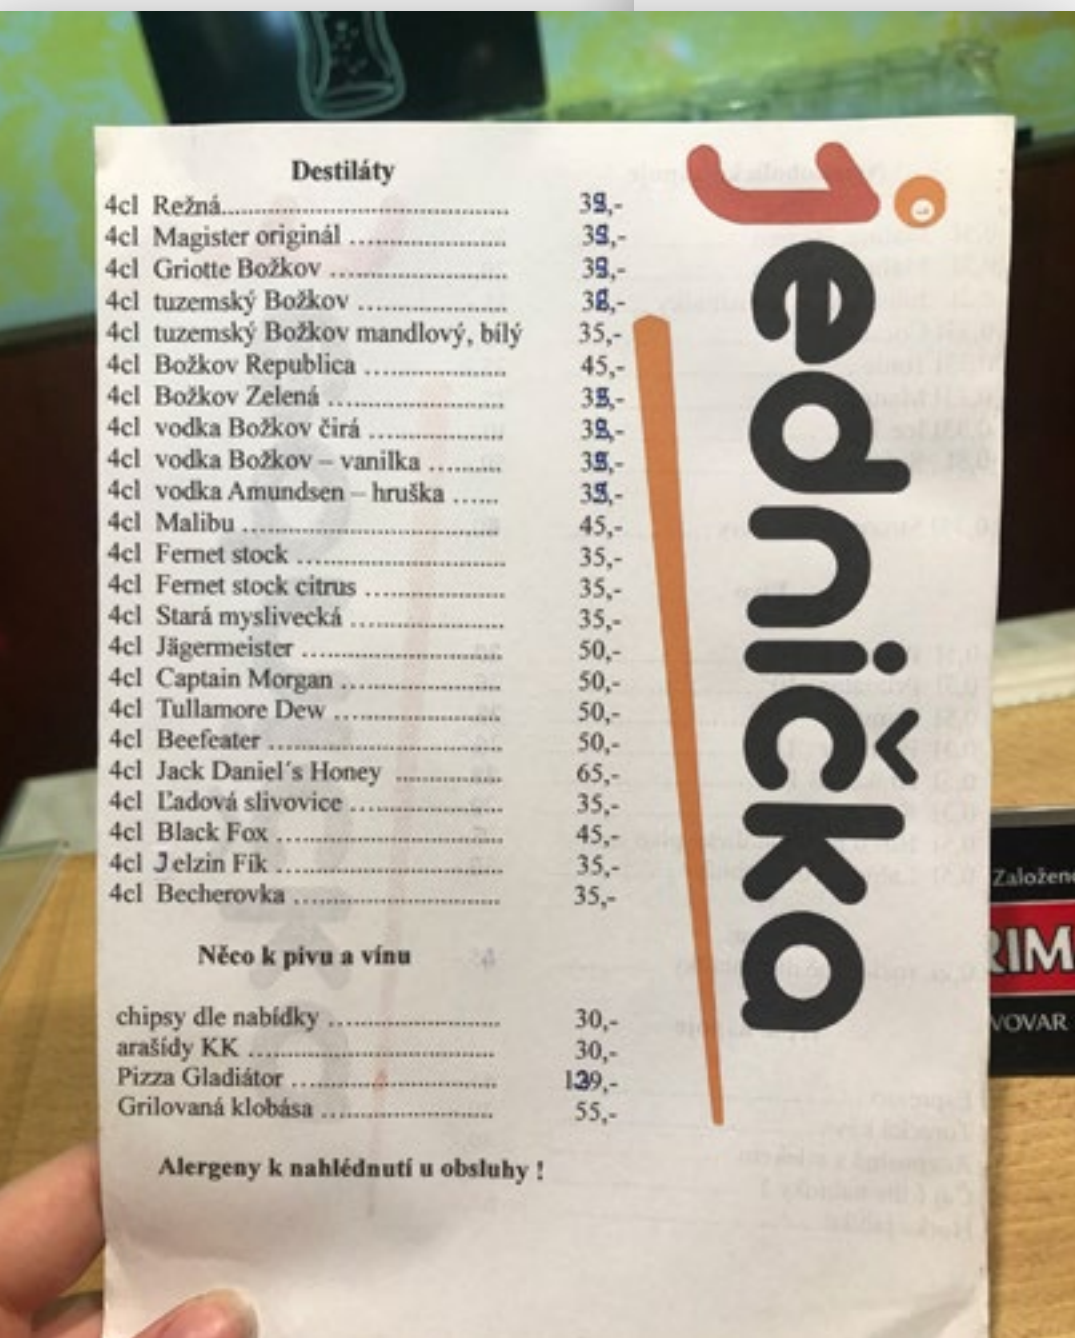 Destiláty
4cl Režná......................................................
4cl Magister originál .............................
4cl Griotte Božkov .................................
4cl tuzemský Božkov ..............................
4cl tuzemský Božkov mandlový, bílý 35,-
4cl Božkov Republica ........................... 45,-
4cl Božkov Zelená .................................
4cl vodka Božkov čirá ...........................
4cl vodka Božkov – vanilka ..............
4cl vodka Amundsen – hruška ......
4cl Malibu ................................................ 45,-
4cl Fernet stock ....................................... 35,-
4cl Fernet stock citrus .......................... 35,-
4cl Stará myslivecká ............................. 35,-
4cl Jägermeister ...................................... 50,-
4cl Captain Morgan .............................. 50,-
4cl Tullamore Dew ................................ 50,-
4cl Beefeater ............................................ 50,-
4cl Jack Daniel´s Honey ................... 65,-
4cl Ľadová slivovice ............................ 35,-
4cl Black Fox .......................................... 45,-
4cl Jelzin Fík .......................................... 35,-
4cl Becherovka ....................................... 35,-
Něco k pivu a vínu
chipsy dle nabídky ................................ 30,-
arašídy KK .............................................. 30,-
Pizza Gladiátor ......................................
Grilovaná klobása ................................ 55,-
Alergeny k nahlédnutí u obsluhy !
jednička
Založeno
RIM
VOVAR